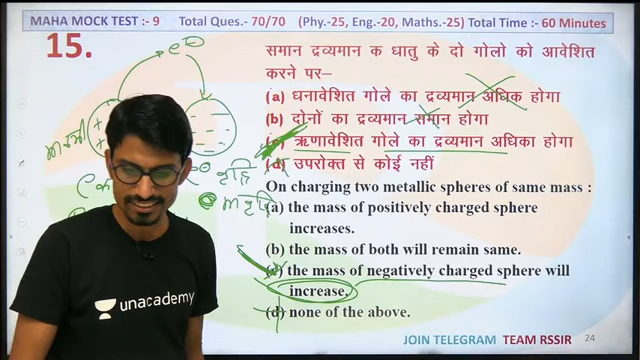 MAHA MOCK TEST :- 9 Total Ques.- 70/70 (Phy.-25, Eng.-20, Maths.-25) Total Time :- 60 Minutes
15.
समान द्रव्यमान क धातु के दो गोलो को आवेशित
करने पर–
(a) धनावेशित गोले का द्रव्यमान अधिक होगा
(b) दोनों का द्रव्यमान समान होगा
(c) ऋणावेशित गोले का द्रव्यमान अधिका होगा
(d) उपरोक्त से कोई नहीं
On charging two metallic spheres of same mass :
(a) the mass of positively charged sphere
increases.
(b) the mass of both will remain same.
(c) the mass of negatively charged sphere will
increase.
(d) none of the above.
e
वृद्धि
unacademy
JOIN TELEGRAM TEAM RSSIR 24